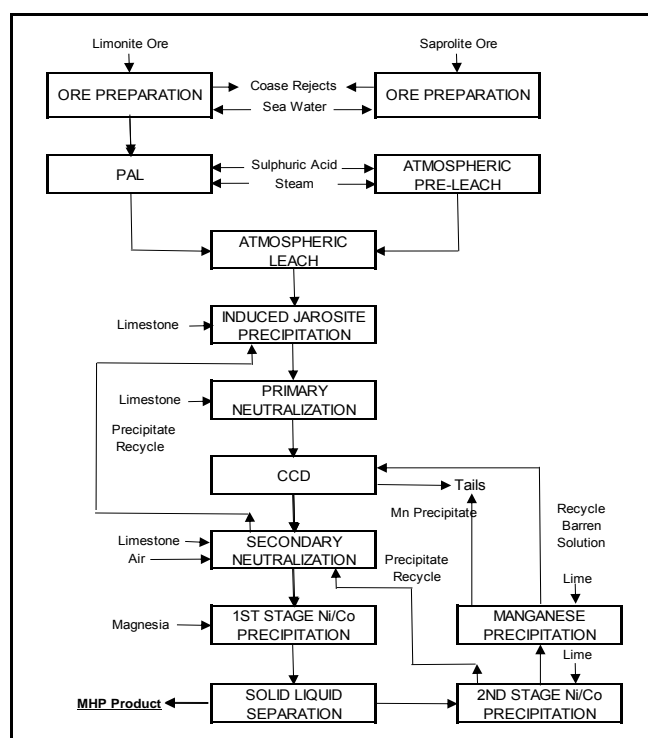 Limonite Ore
Saprolite Ore
ORE PREPARATION
Coase Rejects
Sea Water
ORE PREPARATION
PAL
Sulphuric Acid
Steam
ATMOSPHERIC
PRE-LEACH
ATMOSPHERIC
LEACH
Limestone
INDUCED JAROSITE
PRECIPITATION
Limestone
PRIMARY
NEUTRALIZATION
Precipitate
Recycle
CCD
Tails
Mn Precipitate
Recycle
Barren
Solution
Limestone
Air
SECONDARY
NEUTRALIZATION
Precipitate
Recycle
Lime
Magnesia
1ST STAGE Ni/Co
PRECIPITATION
MANGANESE
PRECIPITATION
Lime
MHP Product
SOLID LIQUID
SEPARATION
2ND STAGE Ni/Co
PRECIPITATION